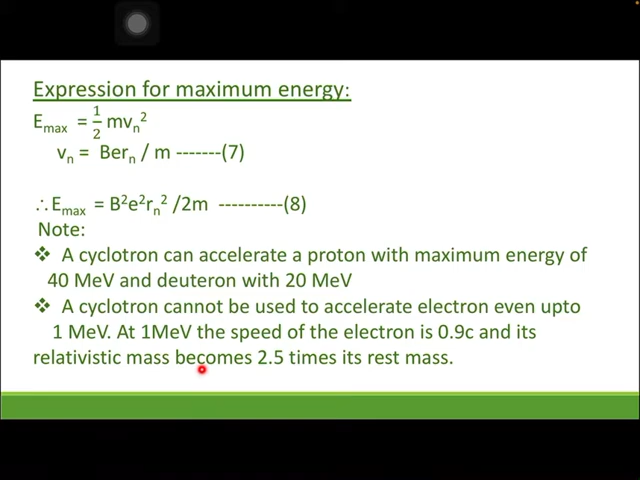 Expression for maximum energy:
Eₘₐₓ = 1/2 mvₙ²
vₙ = Berₙ / m -------(7)
∴Eₘₐₓ = B²e²rₙ² /2m ----------(8)
Note:
❖ A cyclotron can accelerate a proton with maximum energy of
40 MeV and deuteron with 20 MeV
❖ A cyclotron cannot be used to accelerate electron even upto
1 MeV. At 1MeV the speed of the electron is 0.9c and its
relativistic mass becomes 2.5 times its rest mass.